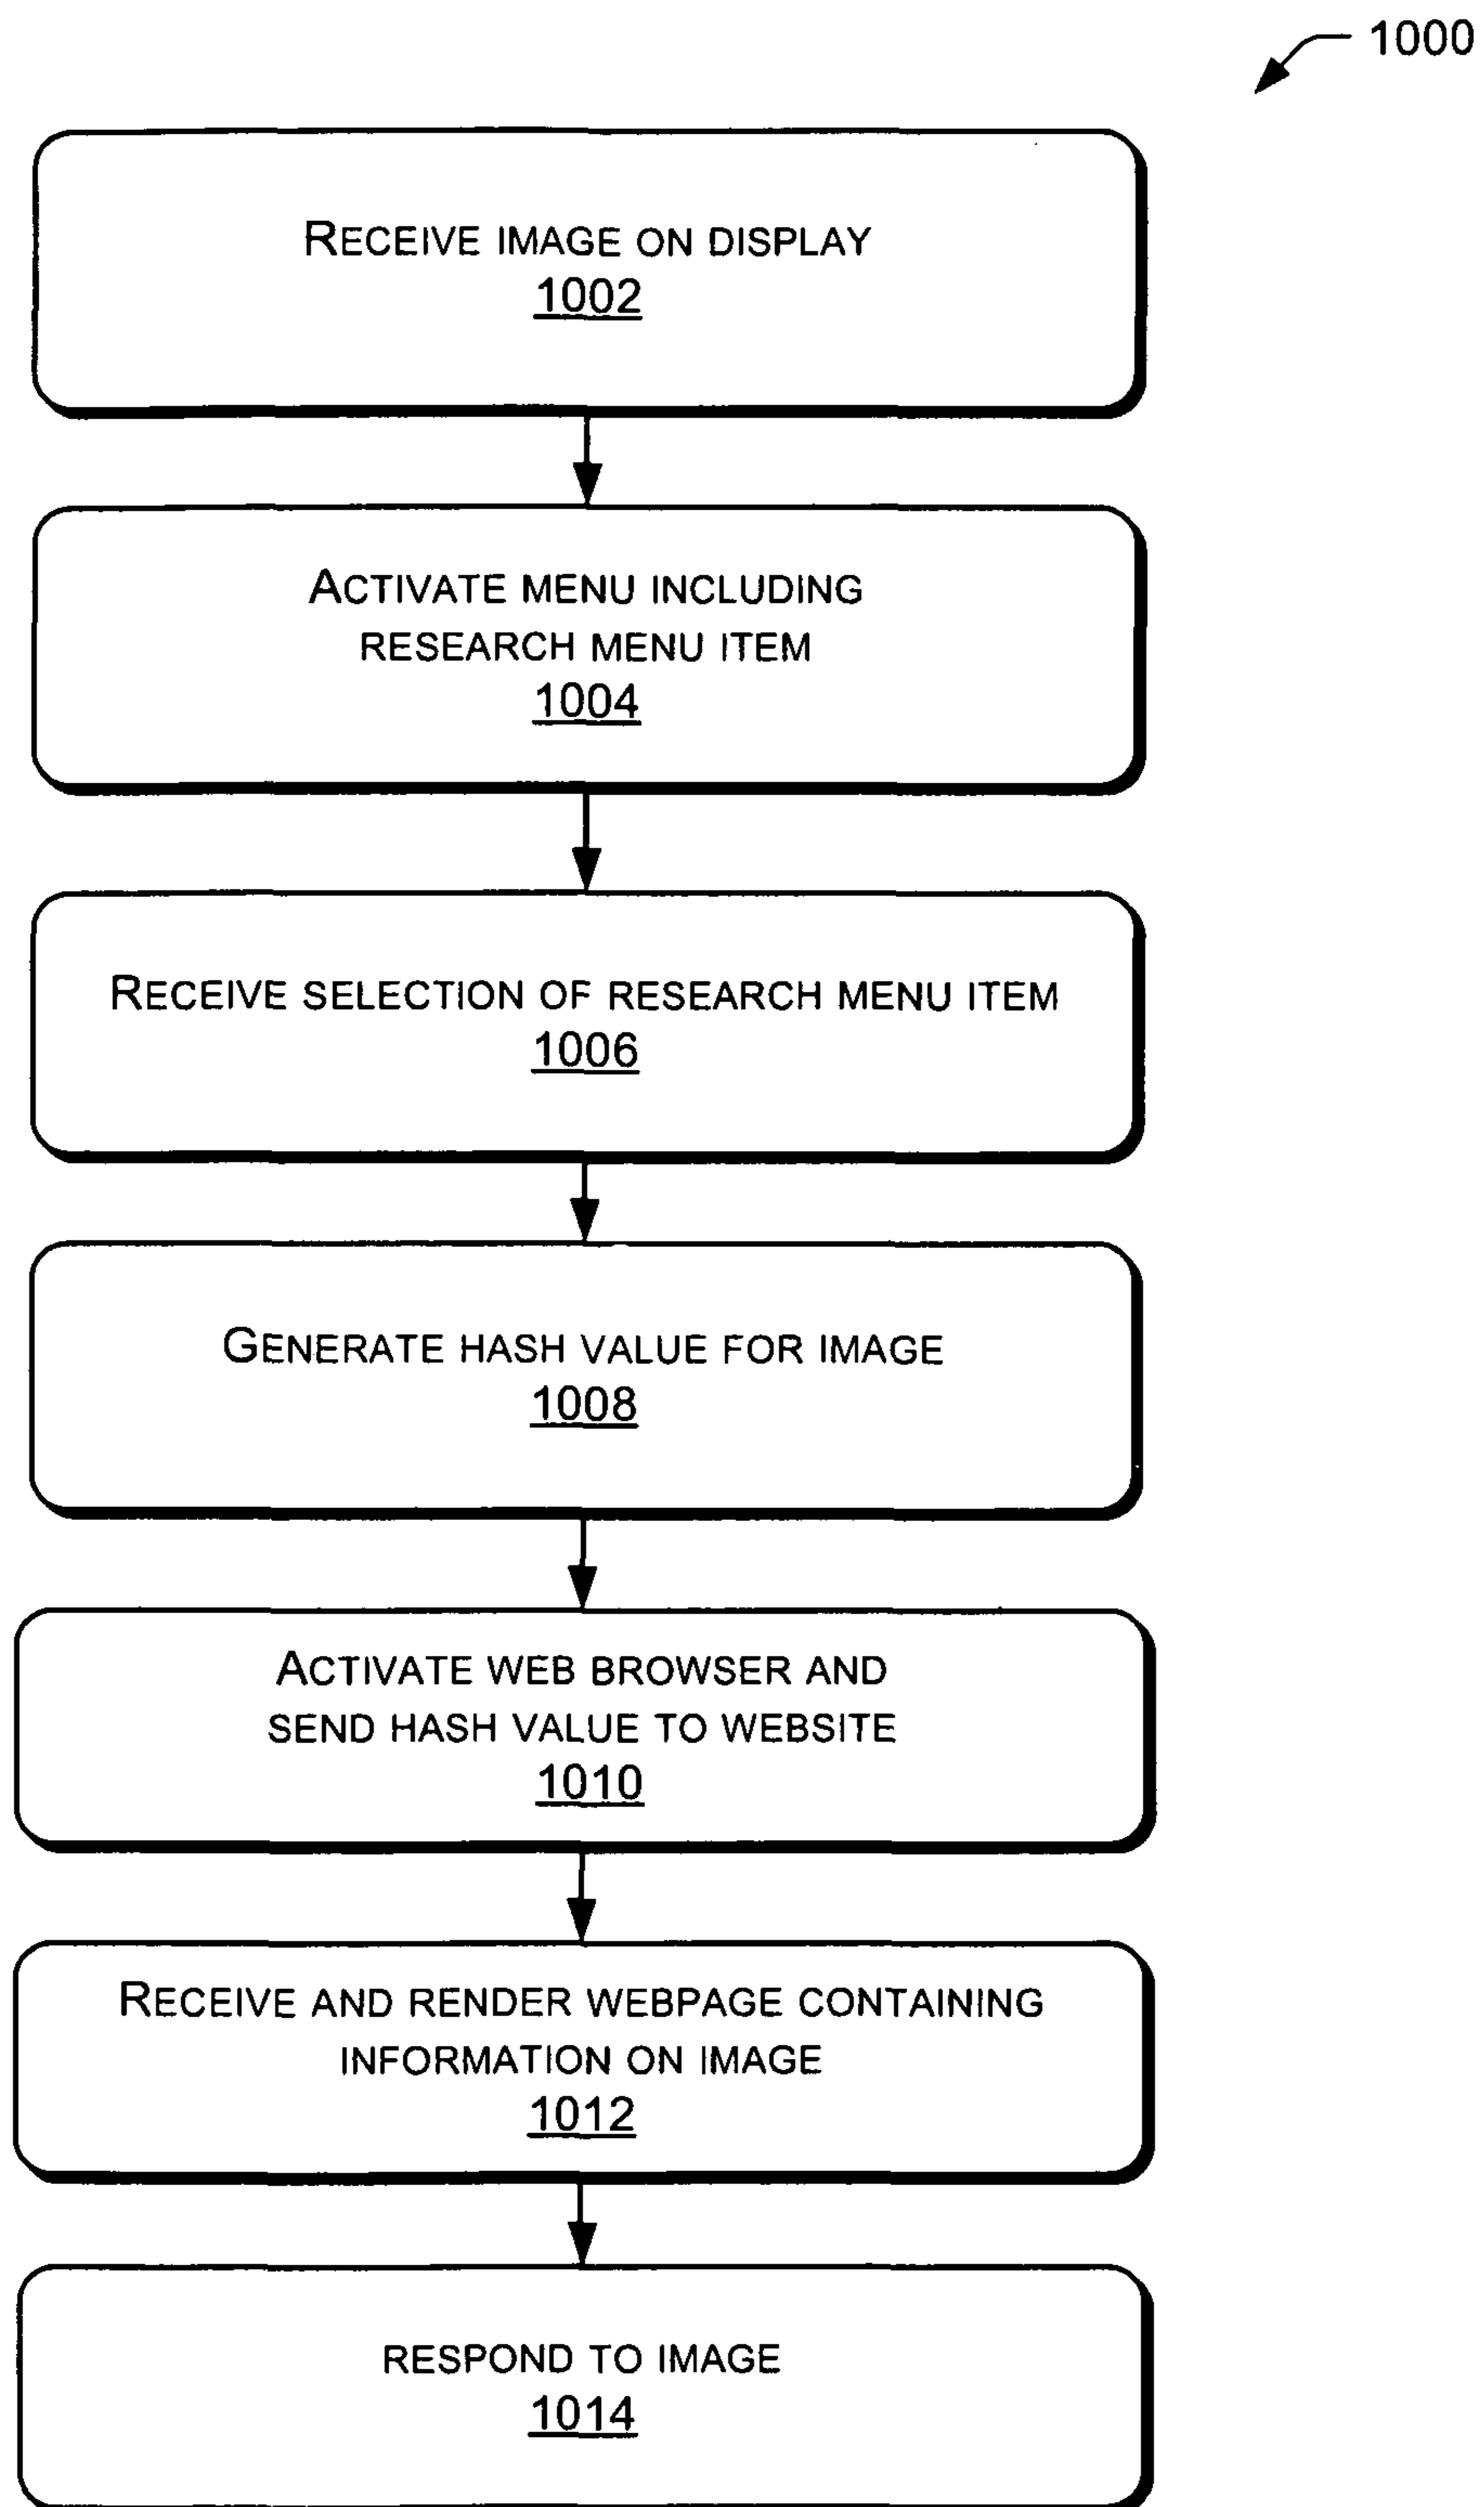 1000
RECEIVE IMAGE ON DISPLAY
1002
ACTIVATE MENU INCLUDING
RESEARCH MENU ITEM
1004
RECEIVE SELECTION OF RESEARCH MENU ITEM
1006
GENERATE HASH VALUE FOR IMAGE
1008
ACTIVATE WEB BROWSER AND
SEND HASH VALUE TO WEBSITE
1010
RECEIVE AND RENDER WEBPAGE CONTAINING
INFORMATION ON IMAGE
1012
RESPOND TO IMAGE
1014